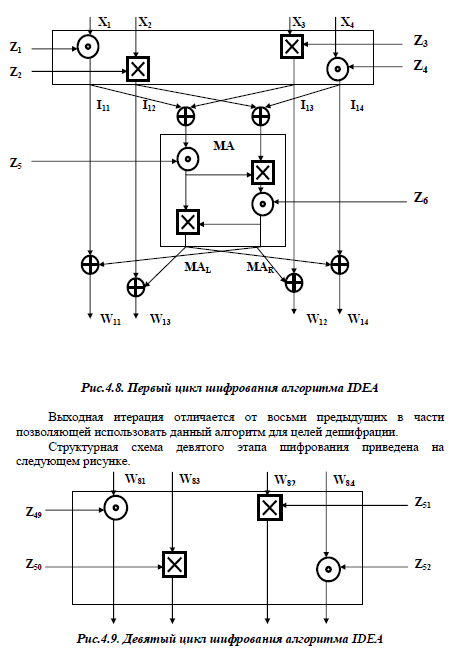 X1 X2 X3 X4
Z1 Z3
Z2 Z4
I11 I12 I13 I14
MA
Z5
Z6
MAL MAR
W11 W13 W12 W14
Рис.4.8. Первый цикл шифрования алгоритма IDEA
Выходная итерация отличается от восьми предыдущих в части
позволяющей использовать данный алгоритм для целей дешифрации.
Структурная схема девятого этапа шифрования приведена на
следующем рисунке.
W81 W83 W82 W84
Z49 Z51
Z50 Z52
Рис.4.9. Девятый цикл шифрования алгоритма IDEA